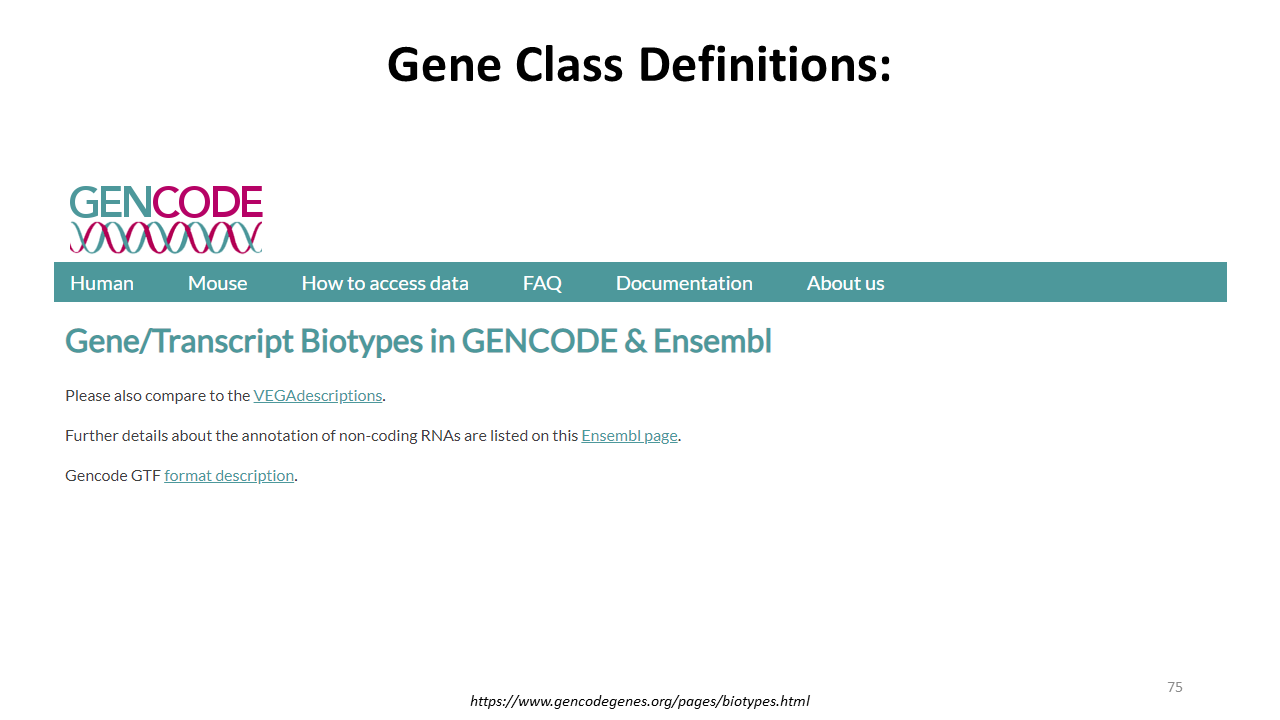 Gene Class Definitions:
GENCODE
Human Mouse How to access data FAQ Documentation About us
Gene/Transcript Biotypes in GENCODE & Ensembl
Please also compare to the VEGAdescriptions.
Further details about the annotation of non-coding RNAs are listed on this Ensembl page.
Gencode GTF format description.
75
https://www.gencodegenes.org/pages/biotypes.html